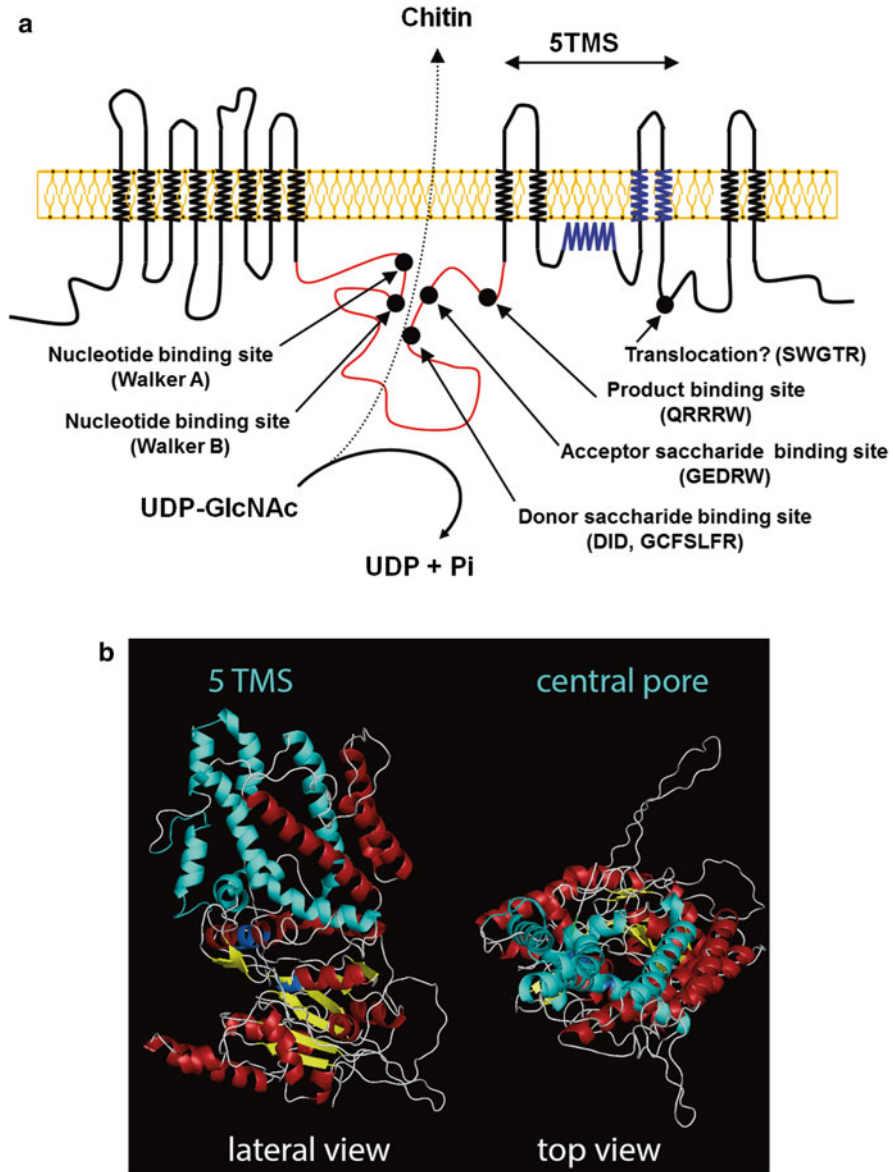 a
Chitin
5TMS
Nucleotide binding site
(Walker A)
Nucleotide binding site
(Walker B)
UDP-GlcNAc
UDP + Pi
Translocation? (SWGTR)
Product binding site
(QRRRW)
Acceptor saccharide binding site
(GEDRW)
Donor saccharide binding site
(DID, GCFSLFR)
b
5 TMS
central pore
lateral view
top view